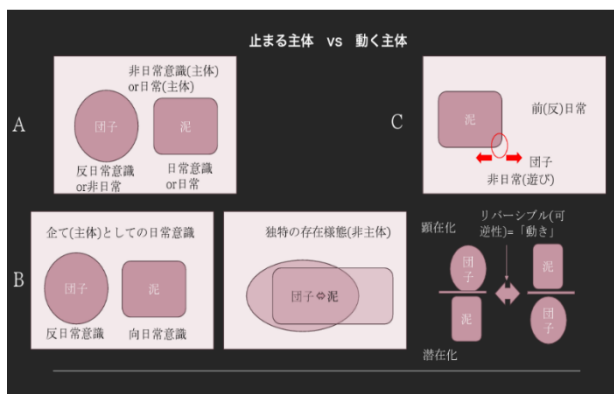 止まる主体 vs 動く主体
A
非日常意識(主体)
or日常(主体)
団子
泥
反日常意識
or非日常
日常意識
or日常
C
泥
前(反)日常
団子
非日常(遊び)
B
企て(主体)としての日常意識
団子
泥
反日常意識
向日常意識
独特の存在様態(非主体)
団子⇔泥
顕在化
リバーシブル(可
逆性)=「動き」
団
子
泥
泥
団
子
潜在化